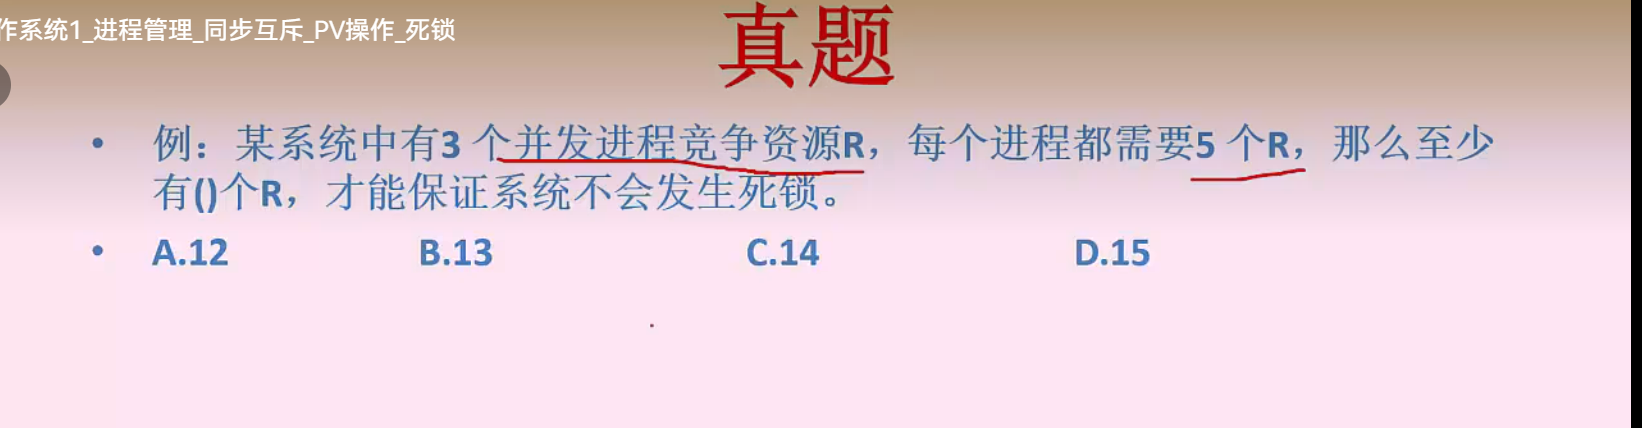 作系统1_进程管理_同步互斥_PV操作_死锁
真题
• 例：某系统中有3 个并发进程竞争资源R，每个进程都需要5 个R，那么至少
有()个R，才能保证系统不会发生死锁。
• A.12 B.13 C.14 D.15